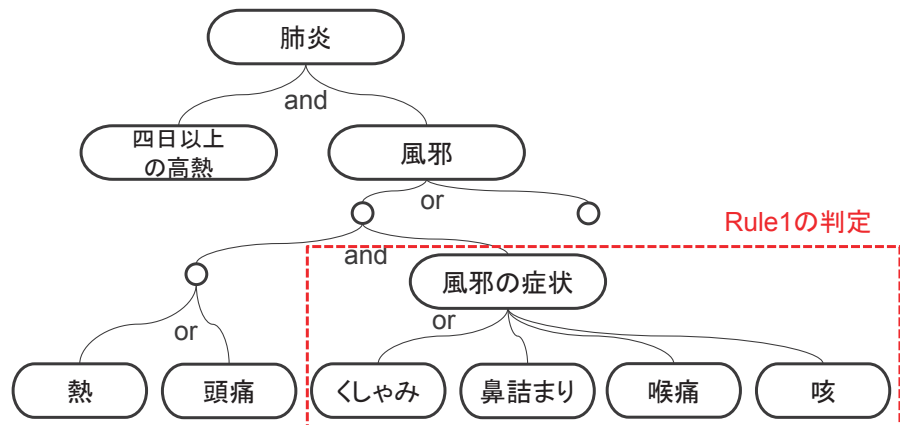 肺炎
and
四日以上
の高熱
風邪
or
Rule1の判定
and
風邪の症状
or
or
熱
頭痛
くしゃみ
鼻詰まり
喉痛
咳